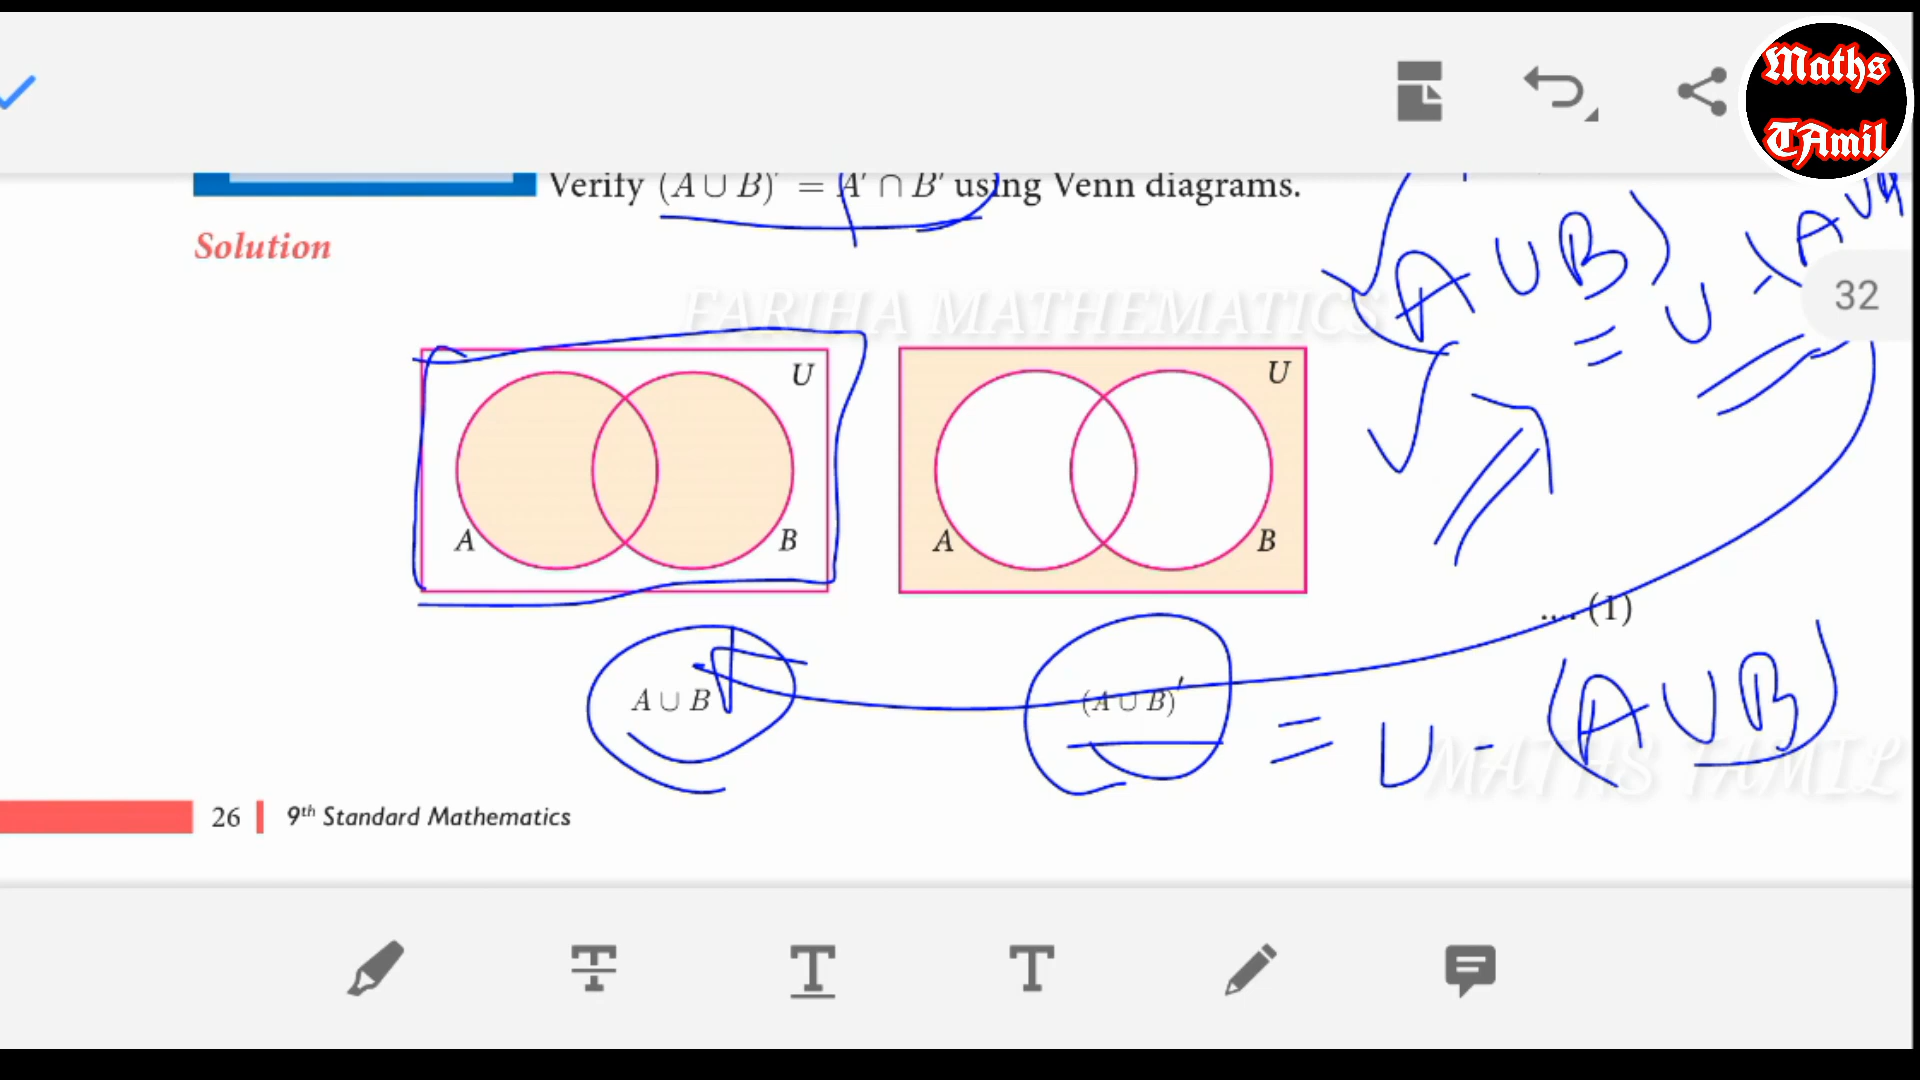 Maths
TAmil
Verify (A ∪ B)′ = A′ ∩ B′ using Venn diagrams.
Solution
(A ∪ B)
= U -
32
FARIHA MATHEMATICS
U
A
B
U
A
B
.... (1)
A ∪ B
(A ∪ B)′
= U - (A ∪ B)
MATHS TAMIL
26
9th Standard Mathematics